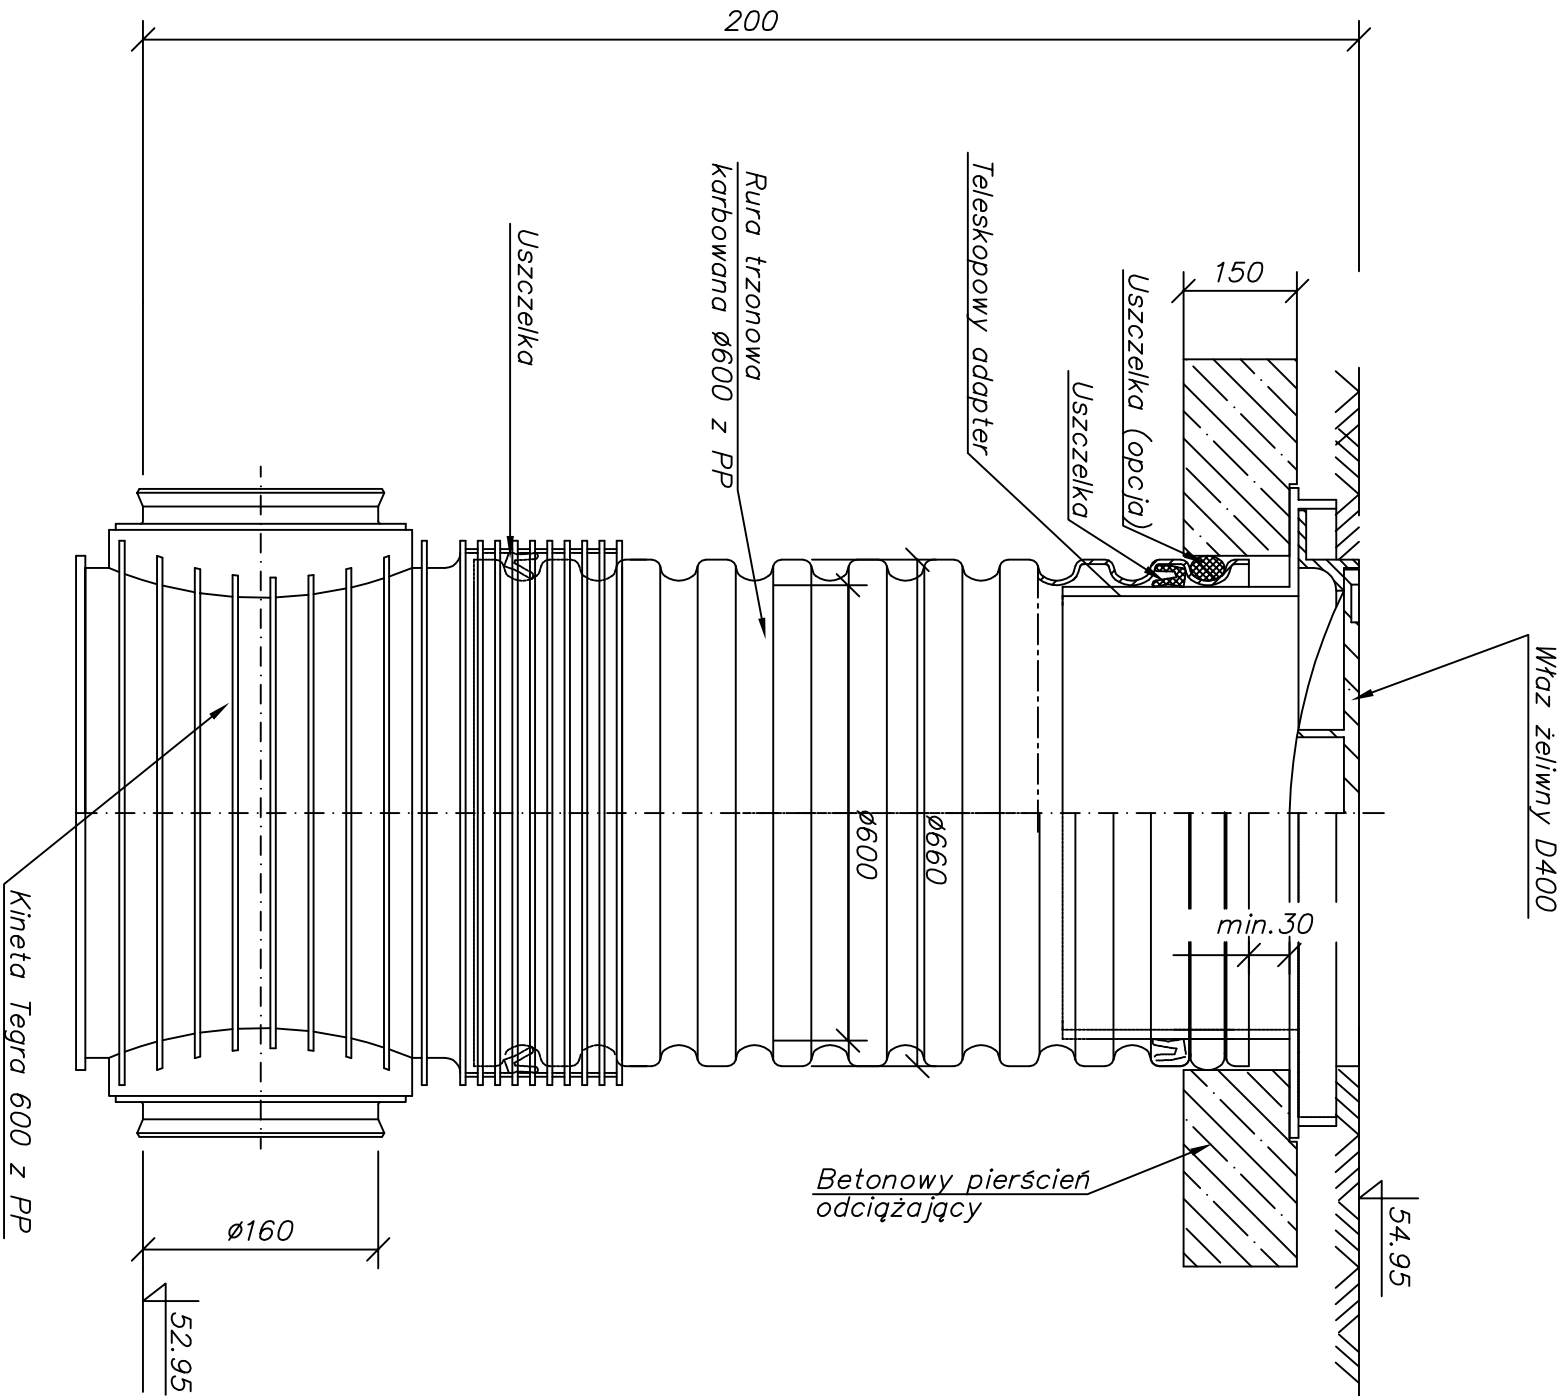 200
150
Właz żeliwny D400
Uszczelka (opcja)
Uszczelka
Teleskopowy adapter
Rura trzonowa
karbowana ø600 z PP
Uszczelka
Kineta Tegra 600 z PP
ø660
ø600
min.30
Betonowy pierścień
odciążający
ø160
54.95
52.95